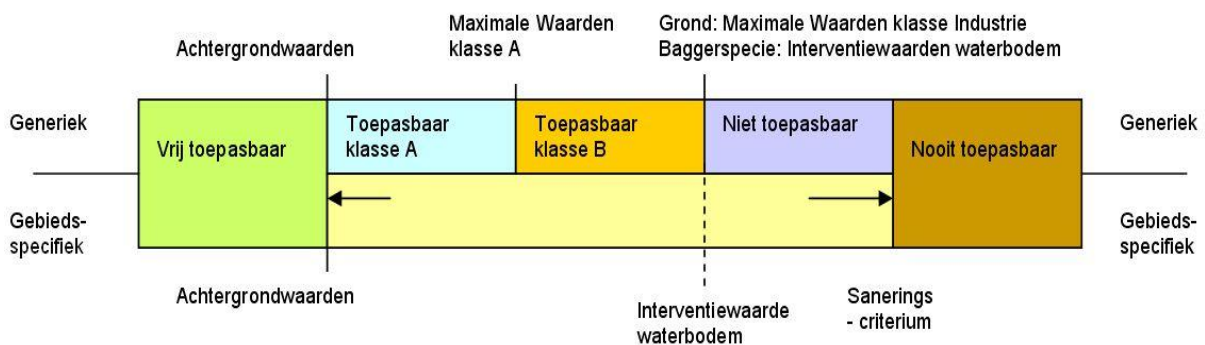 Achtergrondwaarden
Maximale Waarden
klasse A
Grond: Maximale Waarden klasse Industrie
Baggerspecie: Interventiewaarden waterbodem
Generiek
Vrij toepasbaar
Toepasbaar
klasse A
Toepasbaar
klasse B
Niet toepasbaar
Nooit toepasbaar
Generiek
Gebieds-
specifiek
Gebieds-
specifiek
Achtergrondwaarden
Interventiewaarde
waterbodem
Sanerings
- criterium